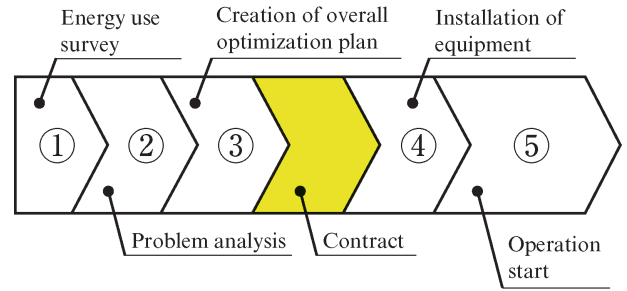 Energy use
survey
Creation of overall
optimization plan
Installation of
equipment
① ② ③ ④ ⑤
Problem analysis
Contract
Operation
start